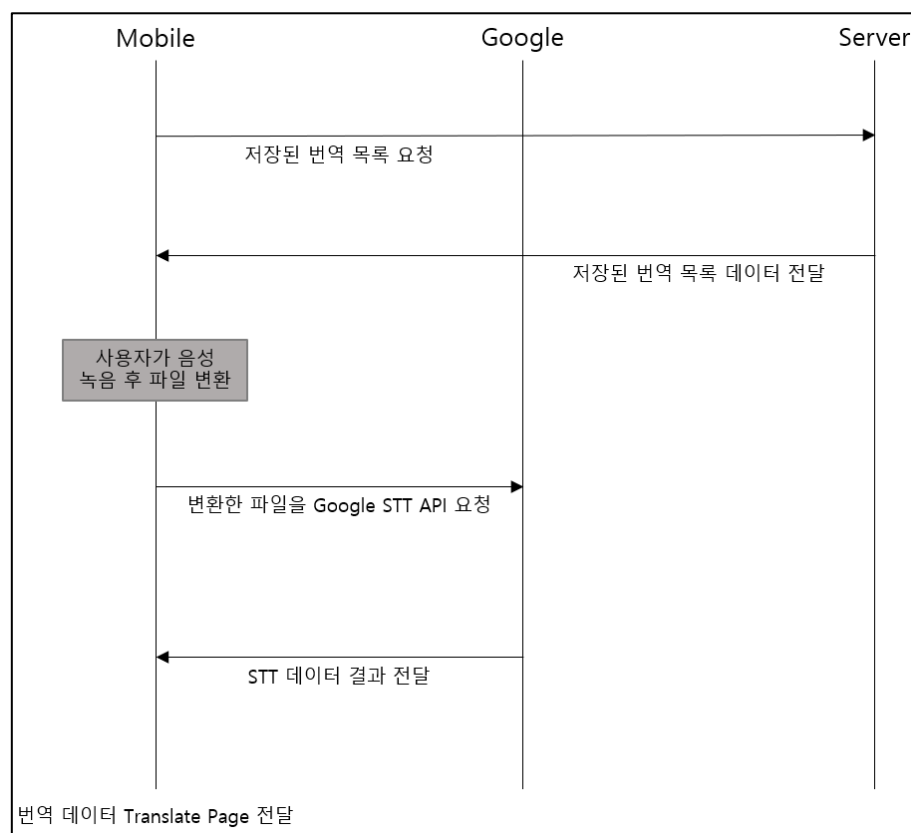 Mobile
Google
Server
저장된 번역 목록 요청
저장된 번역 목록 데이터 전달
사용자가 음성
녹음 후 파일 변환
변환한 파일을 Google STT API 요청
STT 데이터 결과 전달
번역 데이터 Translate Page 전달